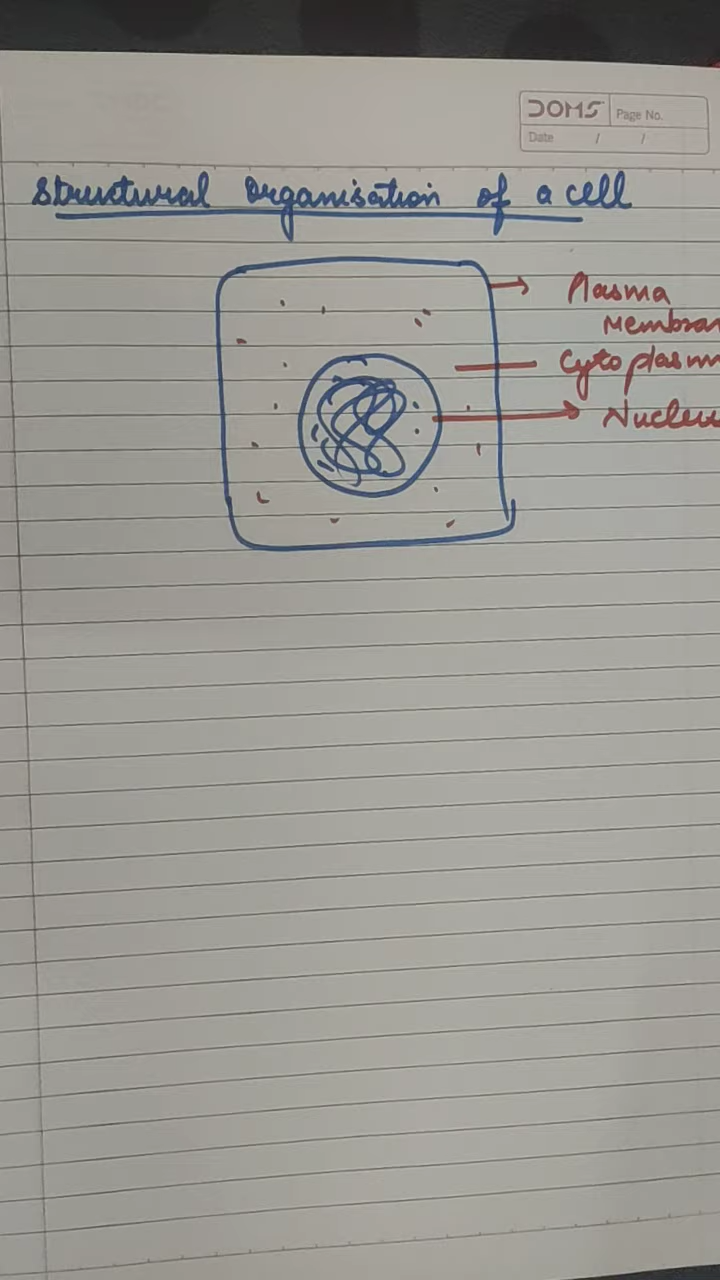 DOMS Page No.
Date / /
Structural Organisation of a cell
Plasma
Membran
Cytoplasm
Nucleu